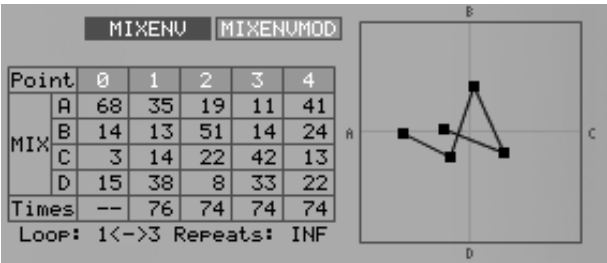 MIXENV MIXENVMOD
B
Point 0 1 2 3 4
A 68 35 19 11 41
MIX B 14 13 51 14 24
A C
C 3 14 22 42 13
D 15 38 8 33 22
Times -- 76 74 74 74
Loop: 1<->3 Repeats: INF
D